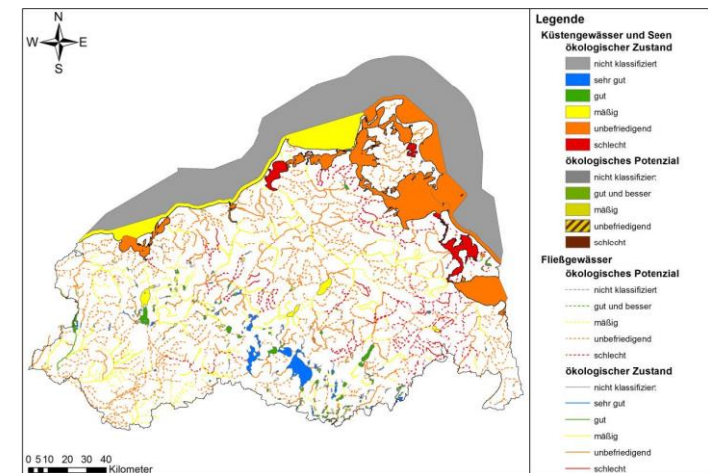 N
W E
S
Legende
Küstengewässer und Seen
ökologischer Zustand
nicht klassifiziert
sehr gut
gut
mäßig
unbefriedigend
schlecht
ökologisches Potenzial
nicht klassifizier:
gut und besser
mäßig
unbefriedigend
schlecht
Fließgewässer
ökologisches Potenzial
nicht klassifiziert
gut und besser
mäßig
unbefriedigend
schlecht
ökologischer Zustand
nicht klassifizier:
sehr gut
gut
mäßig
unbefriedigend
schlecht
0 5 10 20 30 40
Kilometer